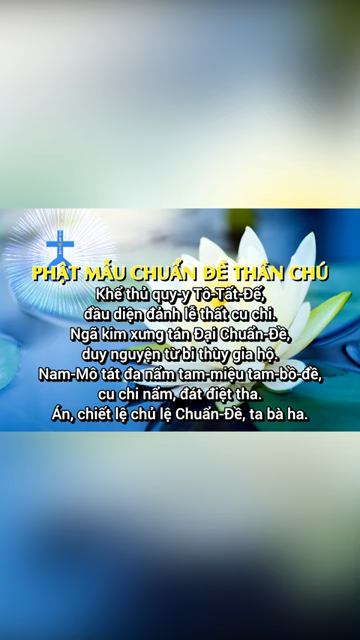 PHẬT MẪU CHUẨN ĐỀ THẦN CHÚ
Khể thủ quy-y Tô-Tất-Đế,
đầu diện đảnh lễ thất cu chi.
Ngã kim xưng tán Đại Chuẩn-Đề,
duy nguyện từ bi thùy gia hộ.
Nam-Mô tát đa nẩm tam-miệu tam-bồ-đề,
cu chi nẩm, đát điệt tha.
Án, chiết lệ chủ lệ Chuẩn-Đề, ta bà ha.